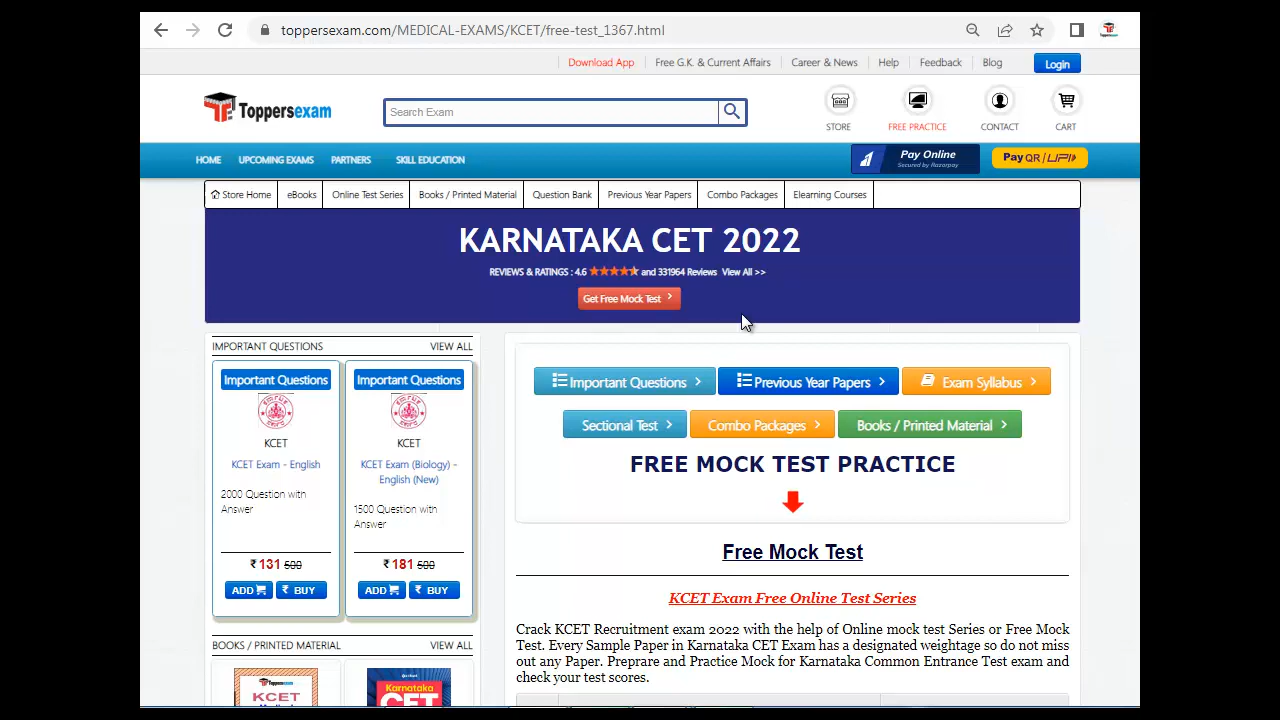 toppersexam.com/MEDICAL-EXAMS/KCET/free-test_1367.html
Download App
Free G.K. & Current Affairs
Career & News
Help
Feedback
Blog
Login
Toppersexam
Search Exam
STORE
FREE PRACTICE
CONTACT
CART
HOME
UPCOMING EXAMS
PARTNERS
SKILL EDUCATION
Pay Online
Secured by Razorpay
Pay QR / UPI
Store Home
eBooks
Online Test Series
Books / Printed Material
Question Bank
Previous Year Papers
Combo Packages
Elearning Courses
KARNATAKA CET 2022
REVIEWS & RATINGS : 4.6 and 331964 Reviews View All >>
Get Free Mock Test
IMPORTANT QUESTIONS
VIEW ALL
Important Questions
KCET
KCET Exam - English
2000 Question with
Answer
₹ 131 500
ADD
₹ BUY
Important Questions
KCET
KCET Exam (Biology) -
English (New)
1500 Question with
Answer
₹ 181 500
ADD
₹ BUY
BOOKS / PRINTED MATERIAL
VIEW ALL
KCET
Karnataka
CET
Important Questions
Previous Year Papers
Exam Syllabus
Sectional Test
Combo Packages
Books / Printed Material
FREE MOCK TEST PRACTICE
Free Mock Test
KCET Exam Free Online Test Series
Crack KCET Recruitment exam 2022 with the help of Online mock test Series or Free Mock
Test. Every Sample Paper in Karnataka CET Exam has a designated weightage so do not miss
out any Paper. Preprare and Practice Mock for Karnataka Common Entrance Test exam and
check your test scores.